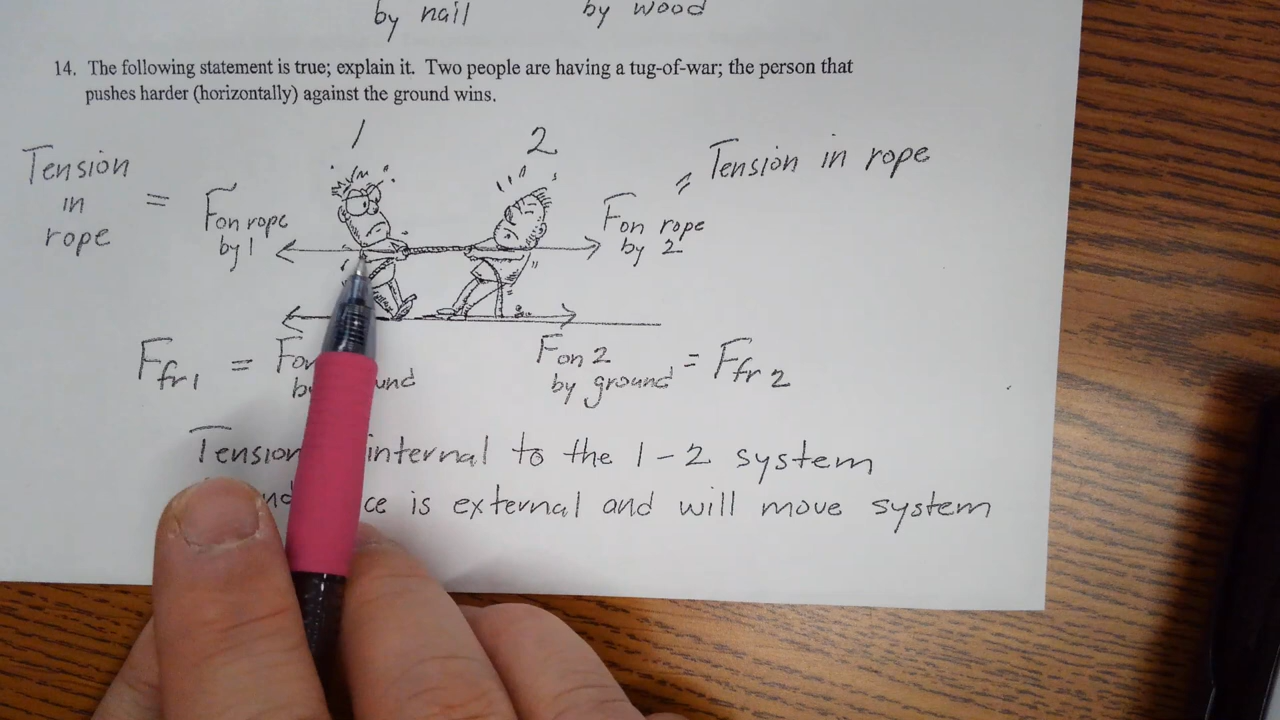 by nail by wood
14. The following statement is true; explain it. Two people are having a tug-of-war; the person that
pushes harder (horizontally) against the ground wins.
1 2
Tension
in
rope
=
F on rope
by 1
F on rope
by 2
=
Tension in rope
Ffr1 =
by
F on 2
by ground
= Ffr2
Tension internal to the 1-2 system
is external and will move system